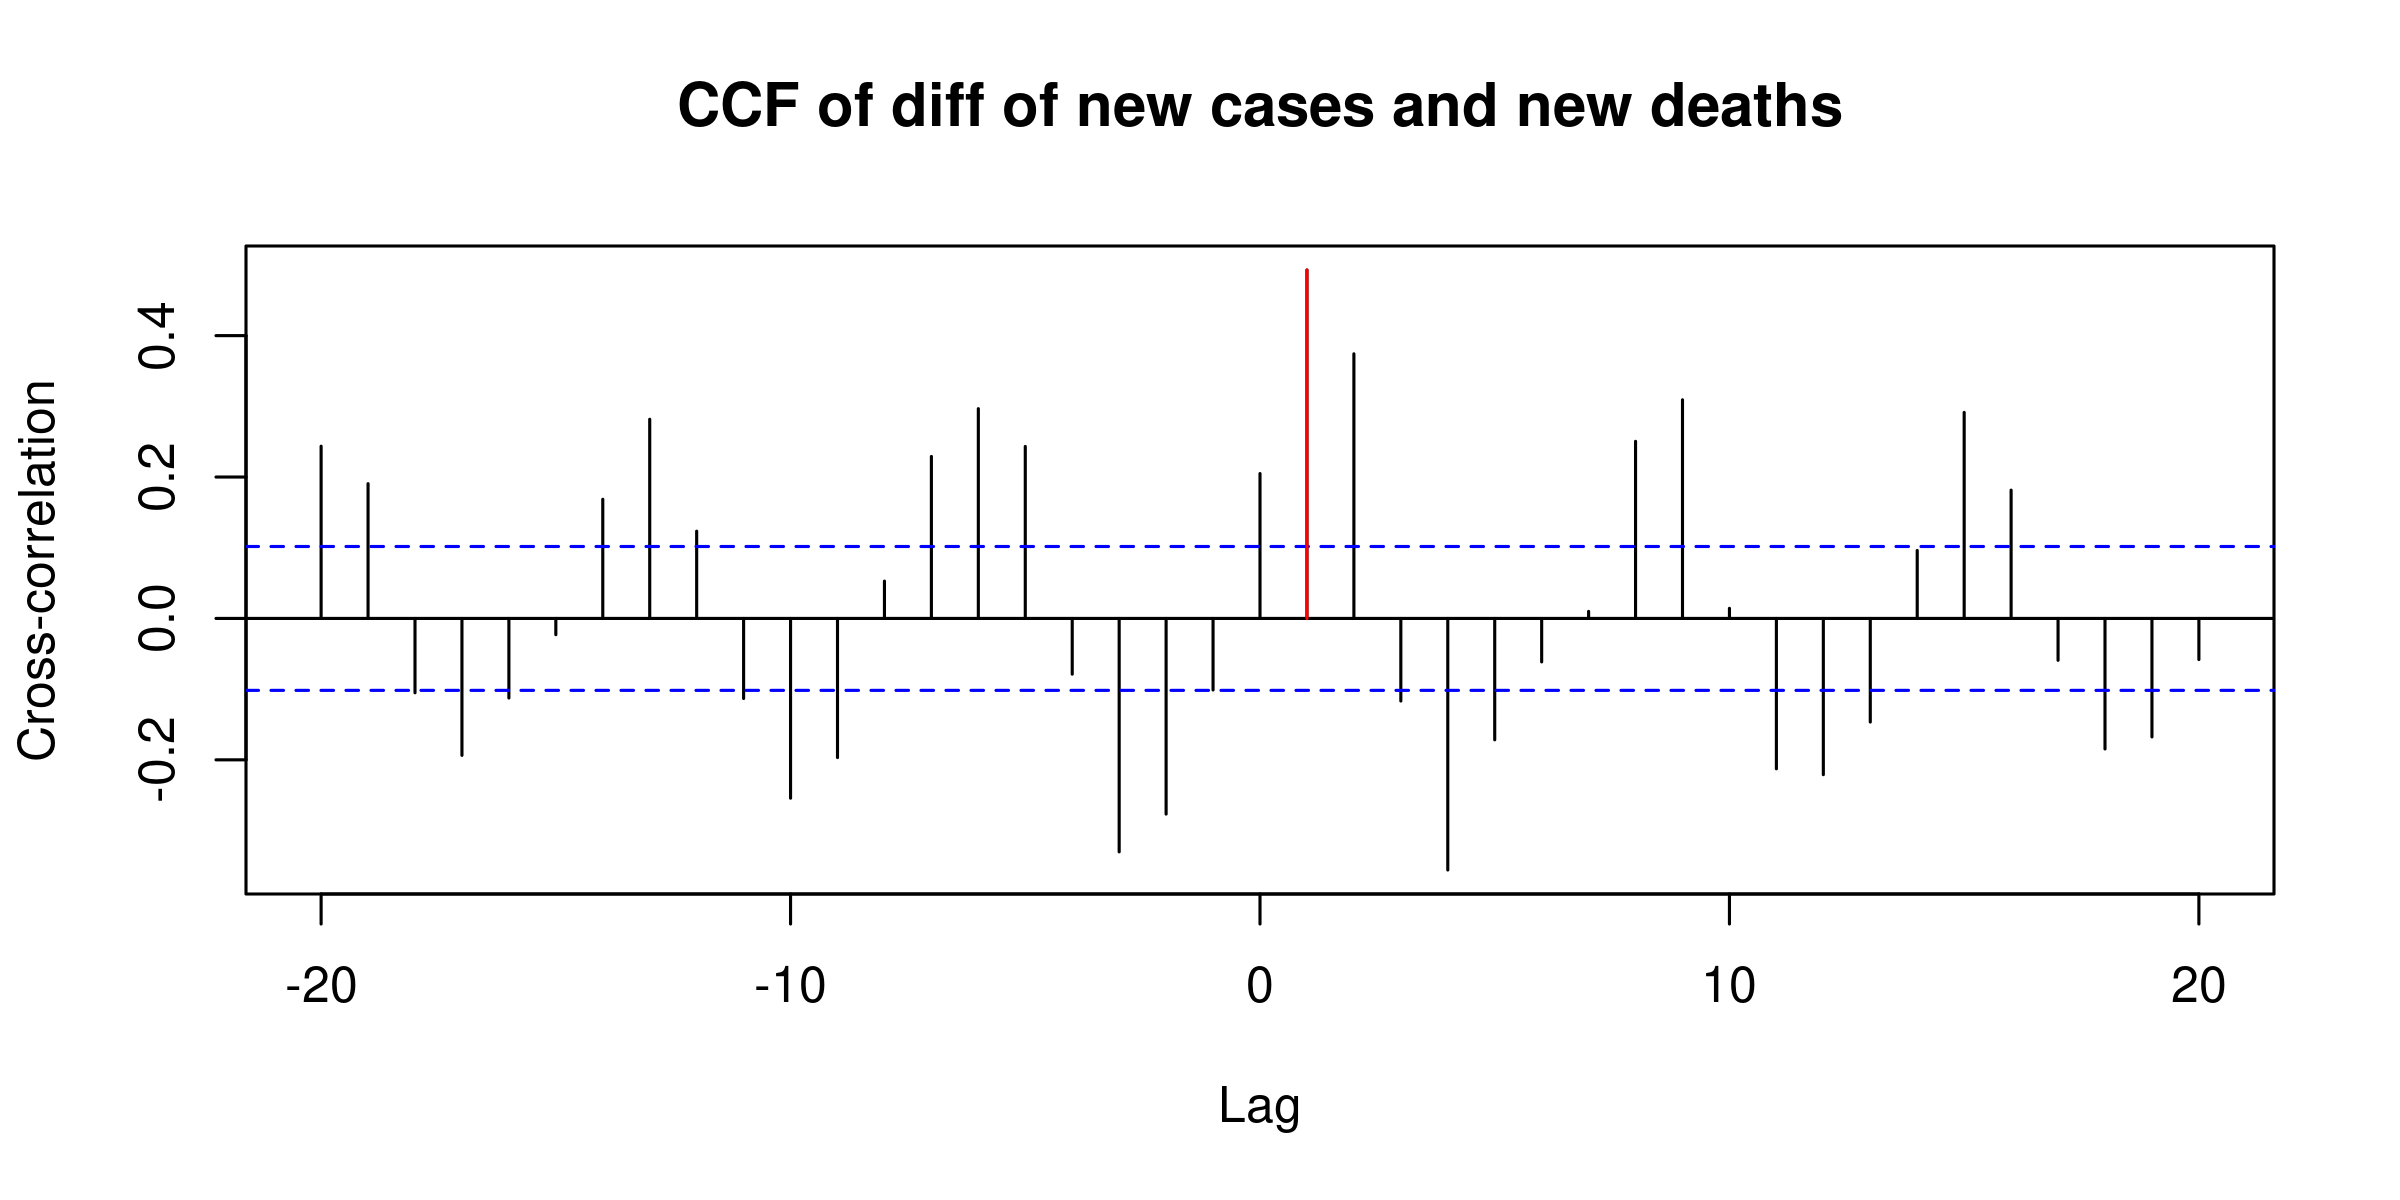 CCF of diff of new cases and new deaths
Cross-correlation
0.4
0.2
0.0
-0.2
-20 -10 0 10 20
Lag